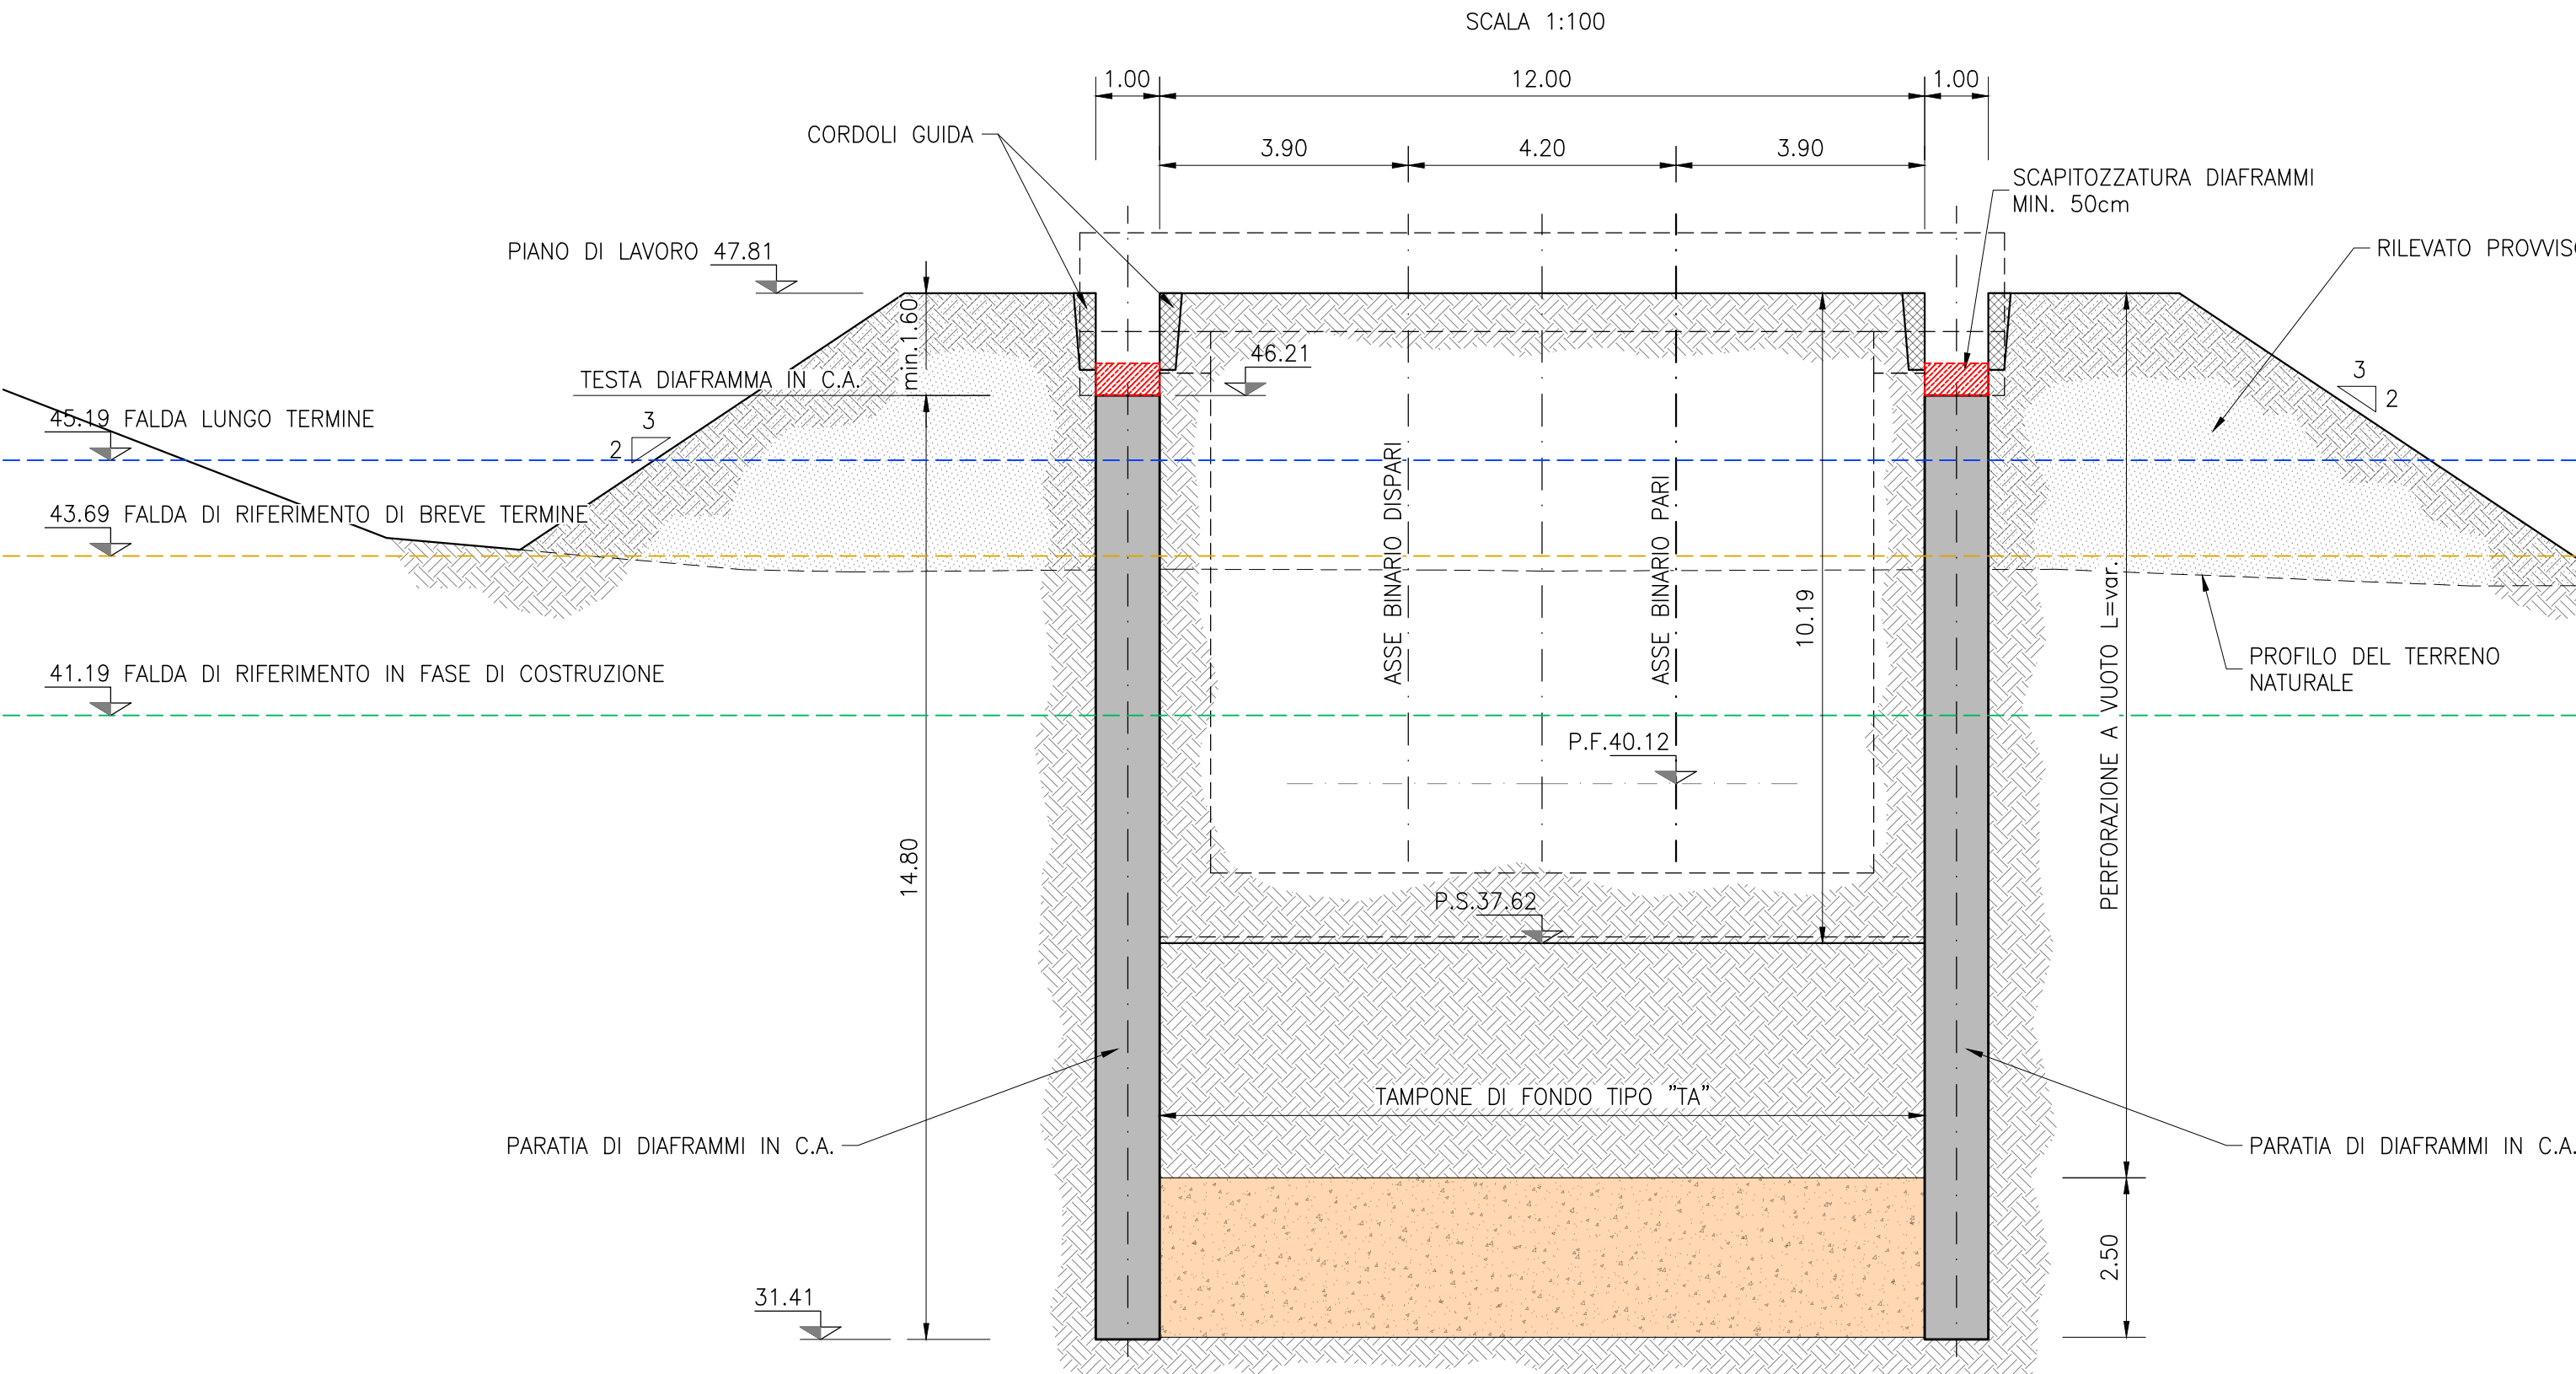 SCALA 1:100
1.00
12.00
1.00
CORDOLI GUIDA
3.90
4.20
3.90
SCAPITOZZATURA DIAFRAMMI
MIN. 50cm
PIANO DI LAVORO 47.81
RILEVATO PROVVISO
min.1.60
46.21
TESTA DIAFRAMMA IN C.A.
3
2
3
2
45.19 FALDA LUNGO TERMINE
43.69 FALDA DI RIFERIMENTO DI BREVE TERMINE
ASSE BINARIO DISPARI
ASSE BINARIO PARI
10.19
PERFORAZIONE A VUOTO L=var.
PROFILO DEL TERRENO
NATURALE
41.19 FALDA DI RIFERIMENTO IN FASE DI COSTRUZIONE
P.F.40.12
14.80
P.S.37.62
TAMPONE DI FONDO TIPO "TA"
PARATIA DI DIAFRAMMI IN C.A.
PARATIA DI DIAFRAMMI IN C.A.
2.50
31.41